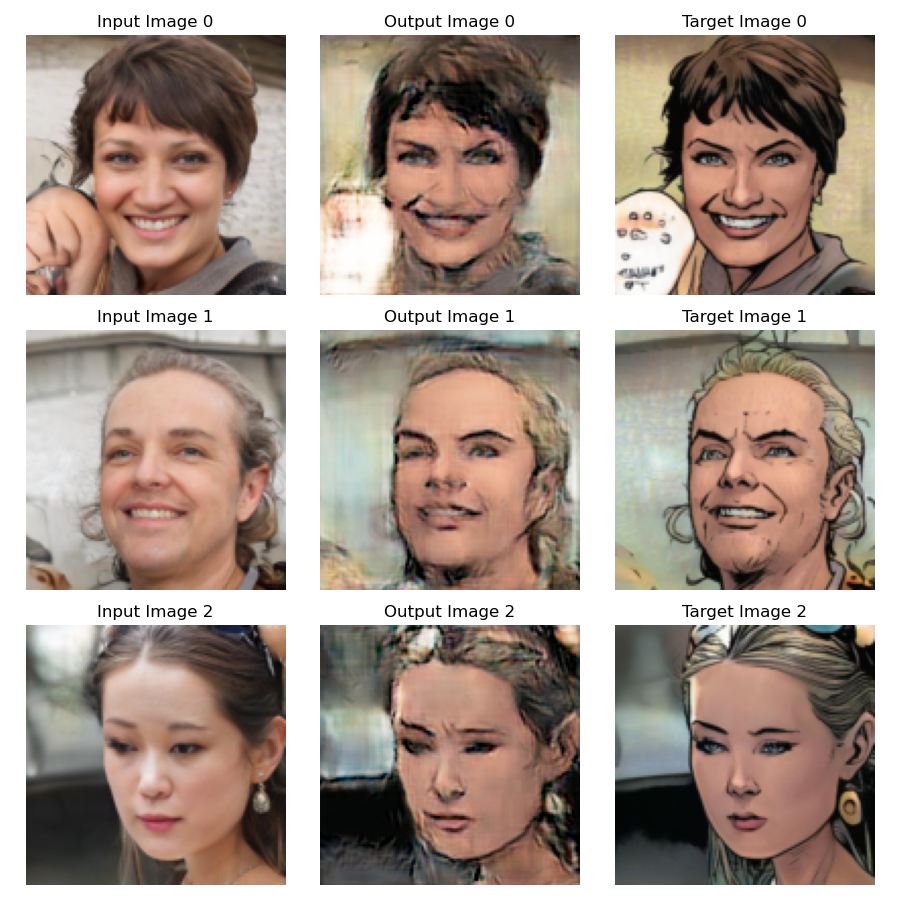 Input Image 0
Output Image 0
Target Image 0
Input Image 1
Output Image 1
Target Image 1
Input Image 2
Output Image 2
Target Image 2